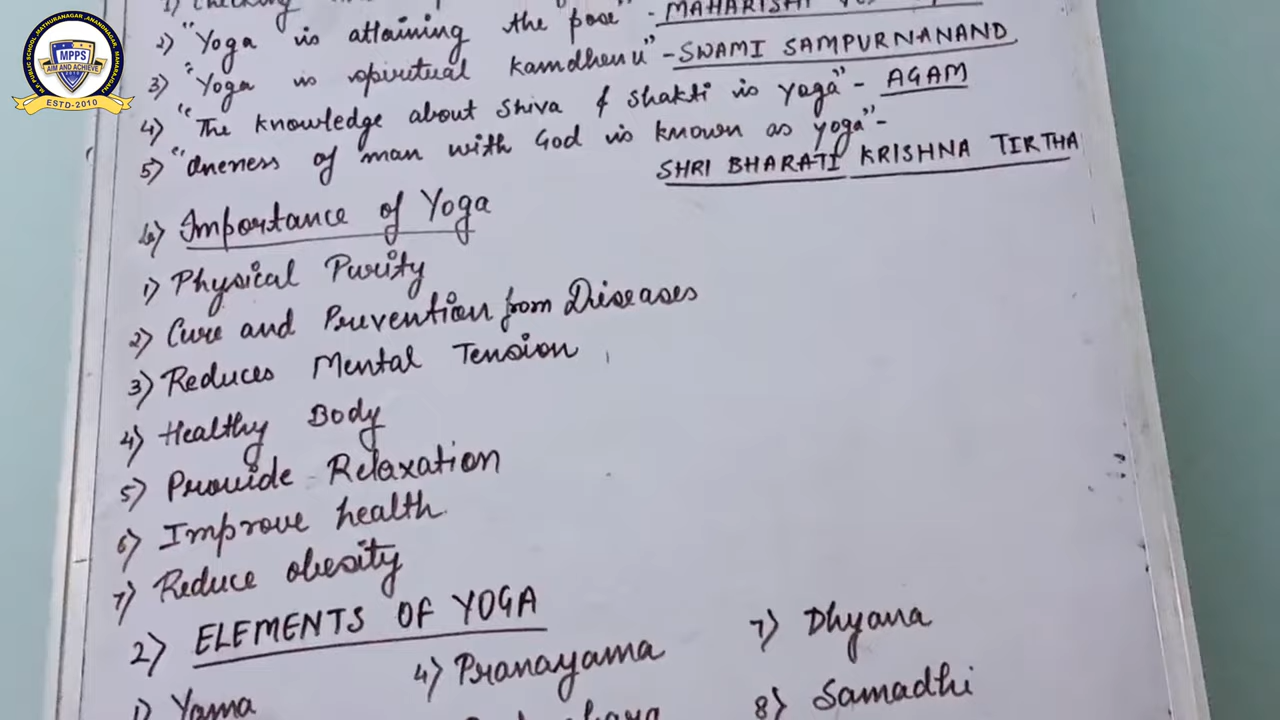 2) "Yoga is attaining the pose" - MAHARISHI
3) "Yoga is spiritual Kamdhenu" - SWAMI SAMPURNANAND
4) "The knowledge about Shiva & Shakti is yoga" - AGAM
5) "Oneness of man with God is known as yoga" -
SHRI BHARATI KRISHNA TIRTHA
Importance of Yoga
1) Physical Purity
2) Cure and Prevention from Diseases
3) Reduces Mental Tension
4) Healthy Body
5) Provide Relaxation
6) Improve health
7) Reduce obesity
2) ELEMENTS OF YOGA
1) Yama
4) Pranayama
7) Dhyana
8) Samadhi
MPPS
AIM AND ACHIEVE
ESTD-2010